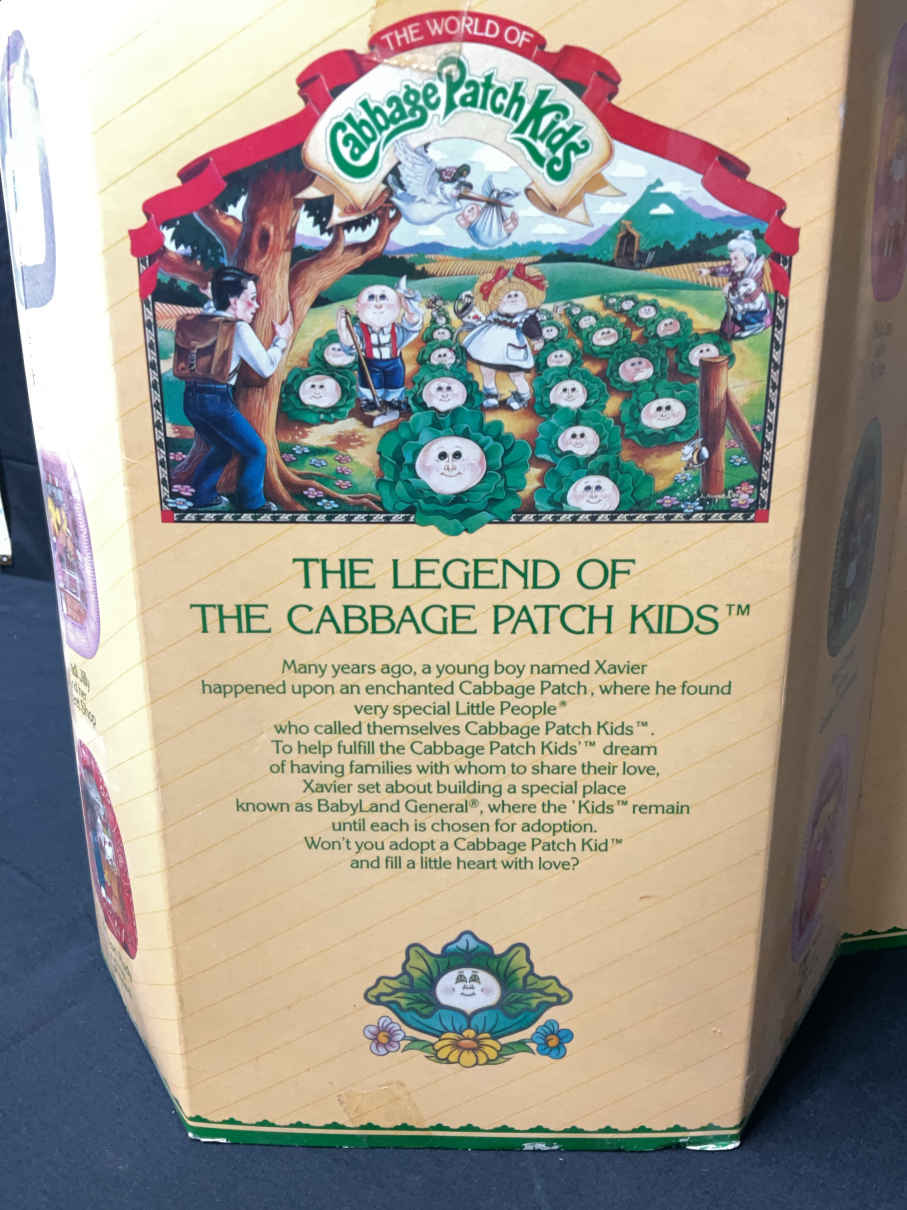 THE WORLD OF
Cabbage Patch Kids
THE LEGEND OF
THE CABBAGE PATCH KIDS™
Many years ago, a young boy named Xavier
happened upon an enchanted Cabbage Patch, where he found
very special Little People®
who called themselves Cabbage Patch Kids™.
To help fulfill the Cabbage Patch Kids'™ dream
of having families with whom to share their love,
Xavier set about building a special place
known as BabyLand General®, where the 'Kids™ remain
until each is chosen for adoption.
Won't you adopt a Cabbage Patch Kid™
and fill a little heart with love?